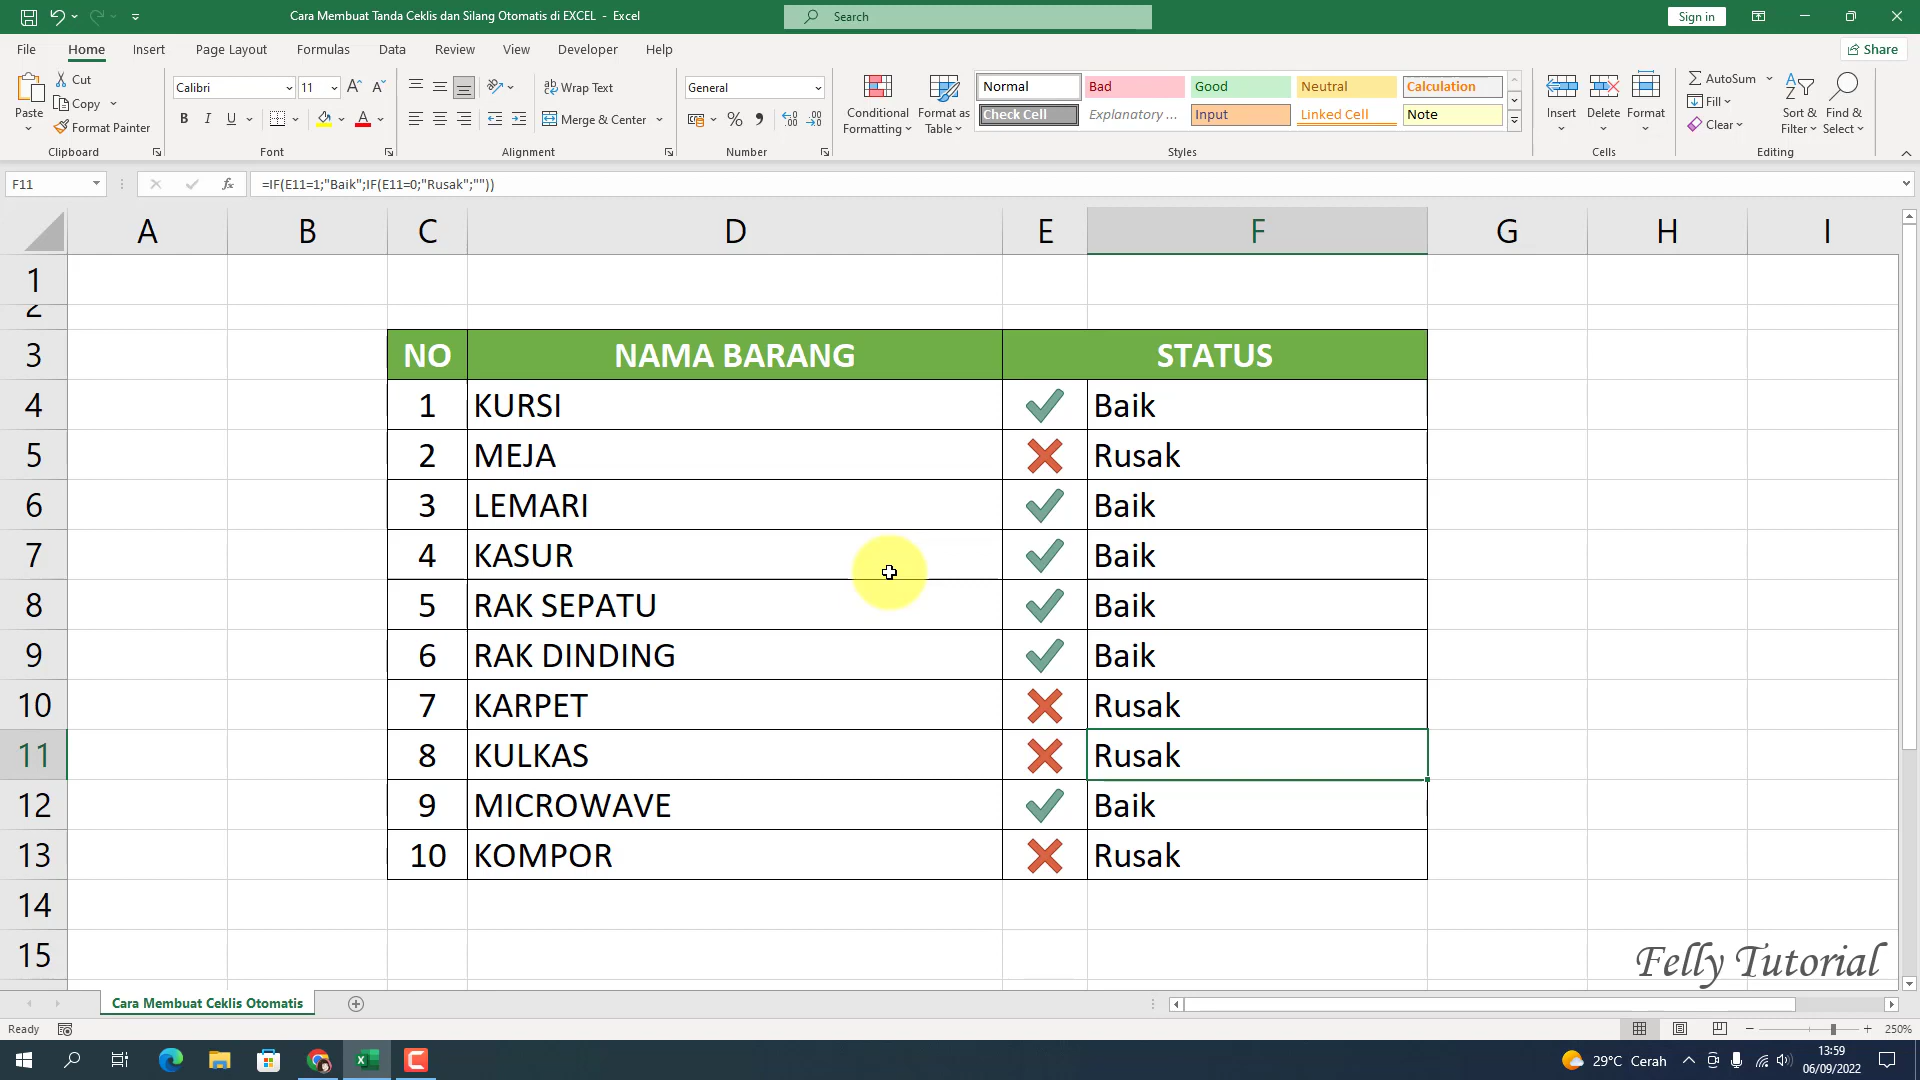 Cara Membuat Tanda Ceklis dan Silang Otomatis di EXCEL - Excel
Search
Sign in
File Home Insert Page Layout Formulas Data Review View Developer Help
Share
Paste
Cut
Copy
Format Painter
Clipboard
Calibri 11
B I U A
Font
Wrap Text
Merge & Center
Alignment
General
Number
Conditional Formatting
Format as Table
Normal Bad Good Neutral Calculation
Check Cell Explanatory ... Input Linked Cell Note
Styles
Insert Delete Format
Cells
AutoSum
Fill
Clear
Sort & Filter
Find & Select
Editing
F11
fx
=IF(E11=1;"Baik";IF(E11=0;"Rusak";""))
A B C D E F G H I
1
2
3 NO NAMA BARANG STATUS
4 1 KURSI Baik
5 2 MEJA Rusak
6 3 LEMARI Baik
7 4 KASUR Baik
8 5 RAK SEPATU Baik
9 6 RAK DINDING Baik
10 7 KARPET Rusak
11 8 KULKAS Rusak
12 9 MICROWAVE Baik
13 10 KOMPOR Rusak
14
15
Felly Tutorial
Cara Membuat Ceklis Otomatis
Ready
250%
29°C Cerah
13:59
06/09/2022